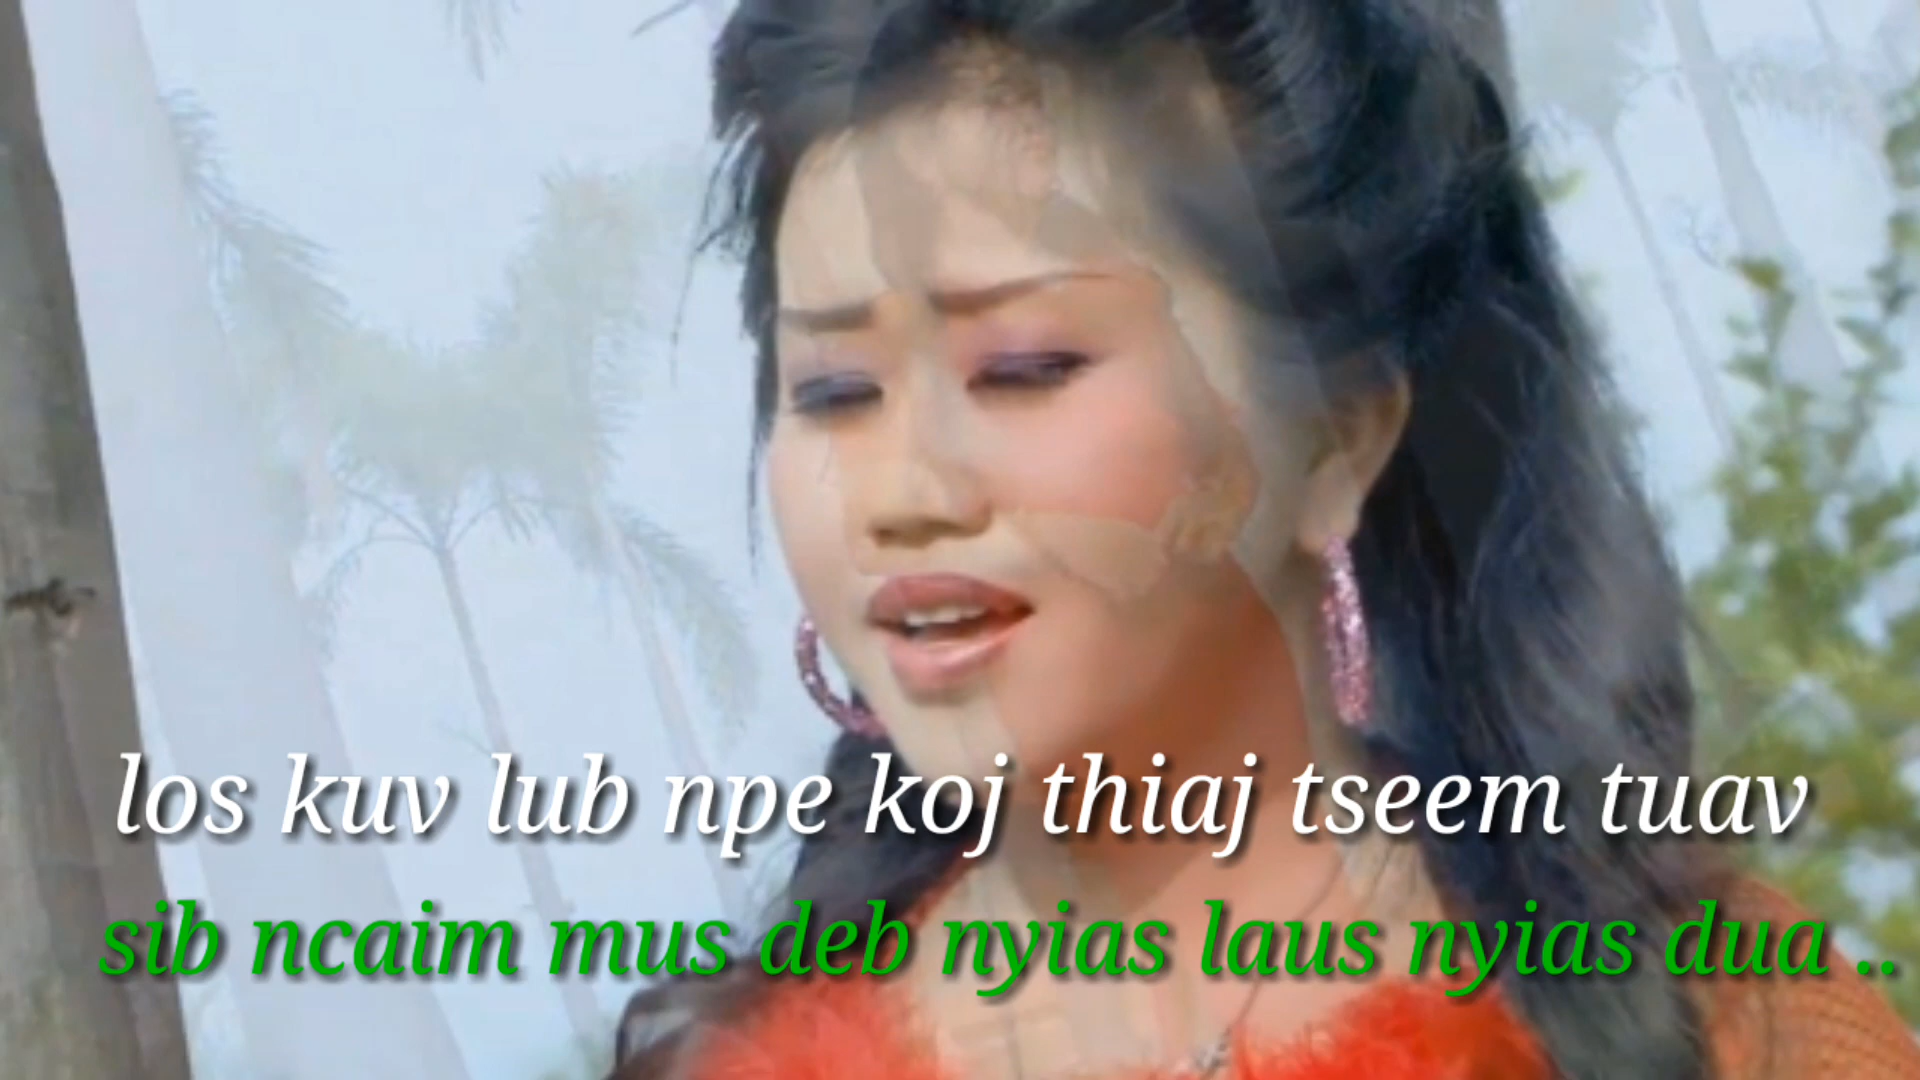 los kuv lub npe koj thiaj tseem tuav
sib ncaim mus deb nyias laus nyias dua ..